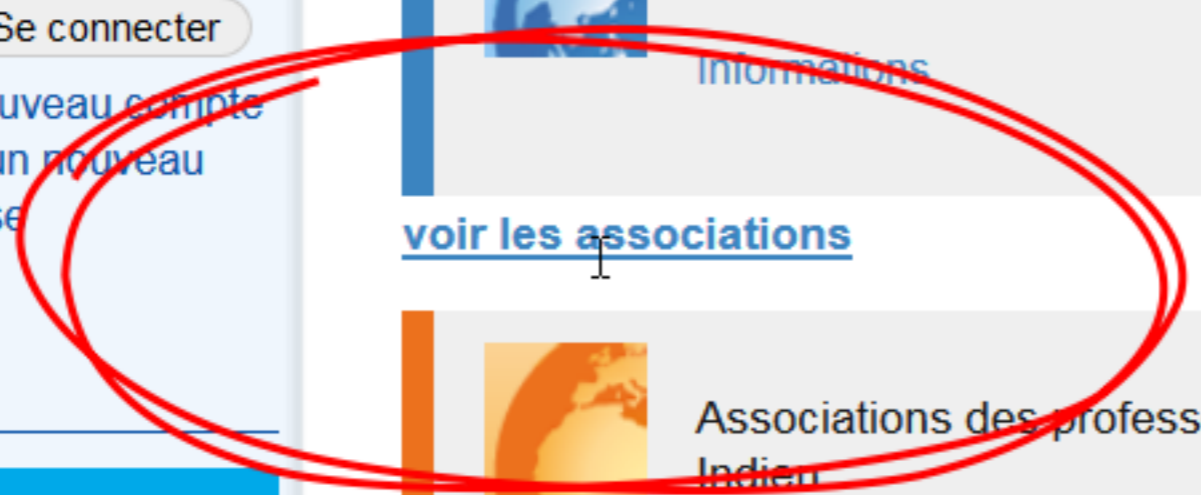 Se connecter
Informations
uveau compte
un nouveau
se
voir les associations
Associations des profess
Indien